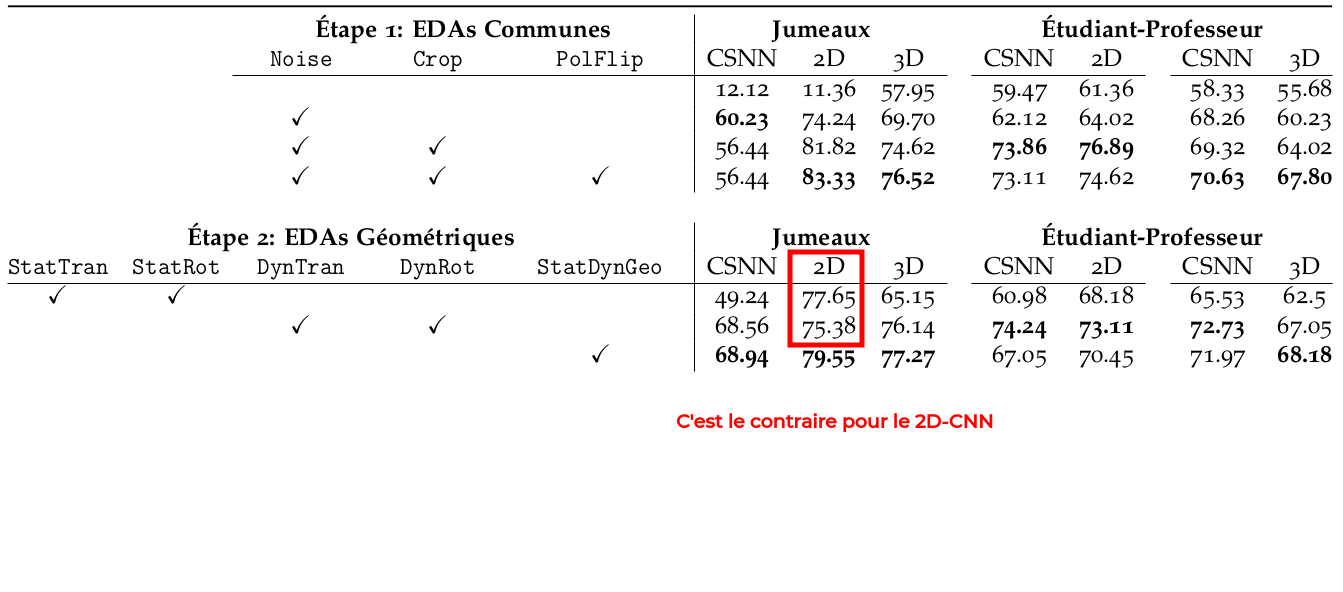 Étape 1: EDAs Communes Jumeaux Étudiant-Professeur
Noise Crop PolFlip CSNN 2D 3D CSNN 2D CSNN 3D
12.12 11.36 57.95 59.47 61.36 58.33 55.68
✓ 60.23 74.24 69.70 62.12 64.02 68.26 60.23
✓ ✓ 56.44 81.82 74.62 73.86 76.89 69.32 64.02
✓ ✓ ✓ 56.44 83.33 76.52 73.11 74.62 70.63 67.80
Étape 2: EDAs Géométriques Jumeaux Étudiant-Professeur
StatTran StatRot DynTran DynRot StatDynGeo CSNN 2D 3D CSNN 2D CSNN 3D
✓ ✓ 49.24 77.65 65.15 60.98 68.18 65.53 62.5
✓ ✓ 68.56 75.38 76.14 74.24 73.11 72.73 67.05
✓ 68.94 79.55 77.27 67.05 70.45 71.97 68.18
C'est le contraire pour le 2D-CNN